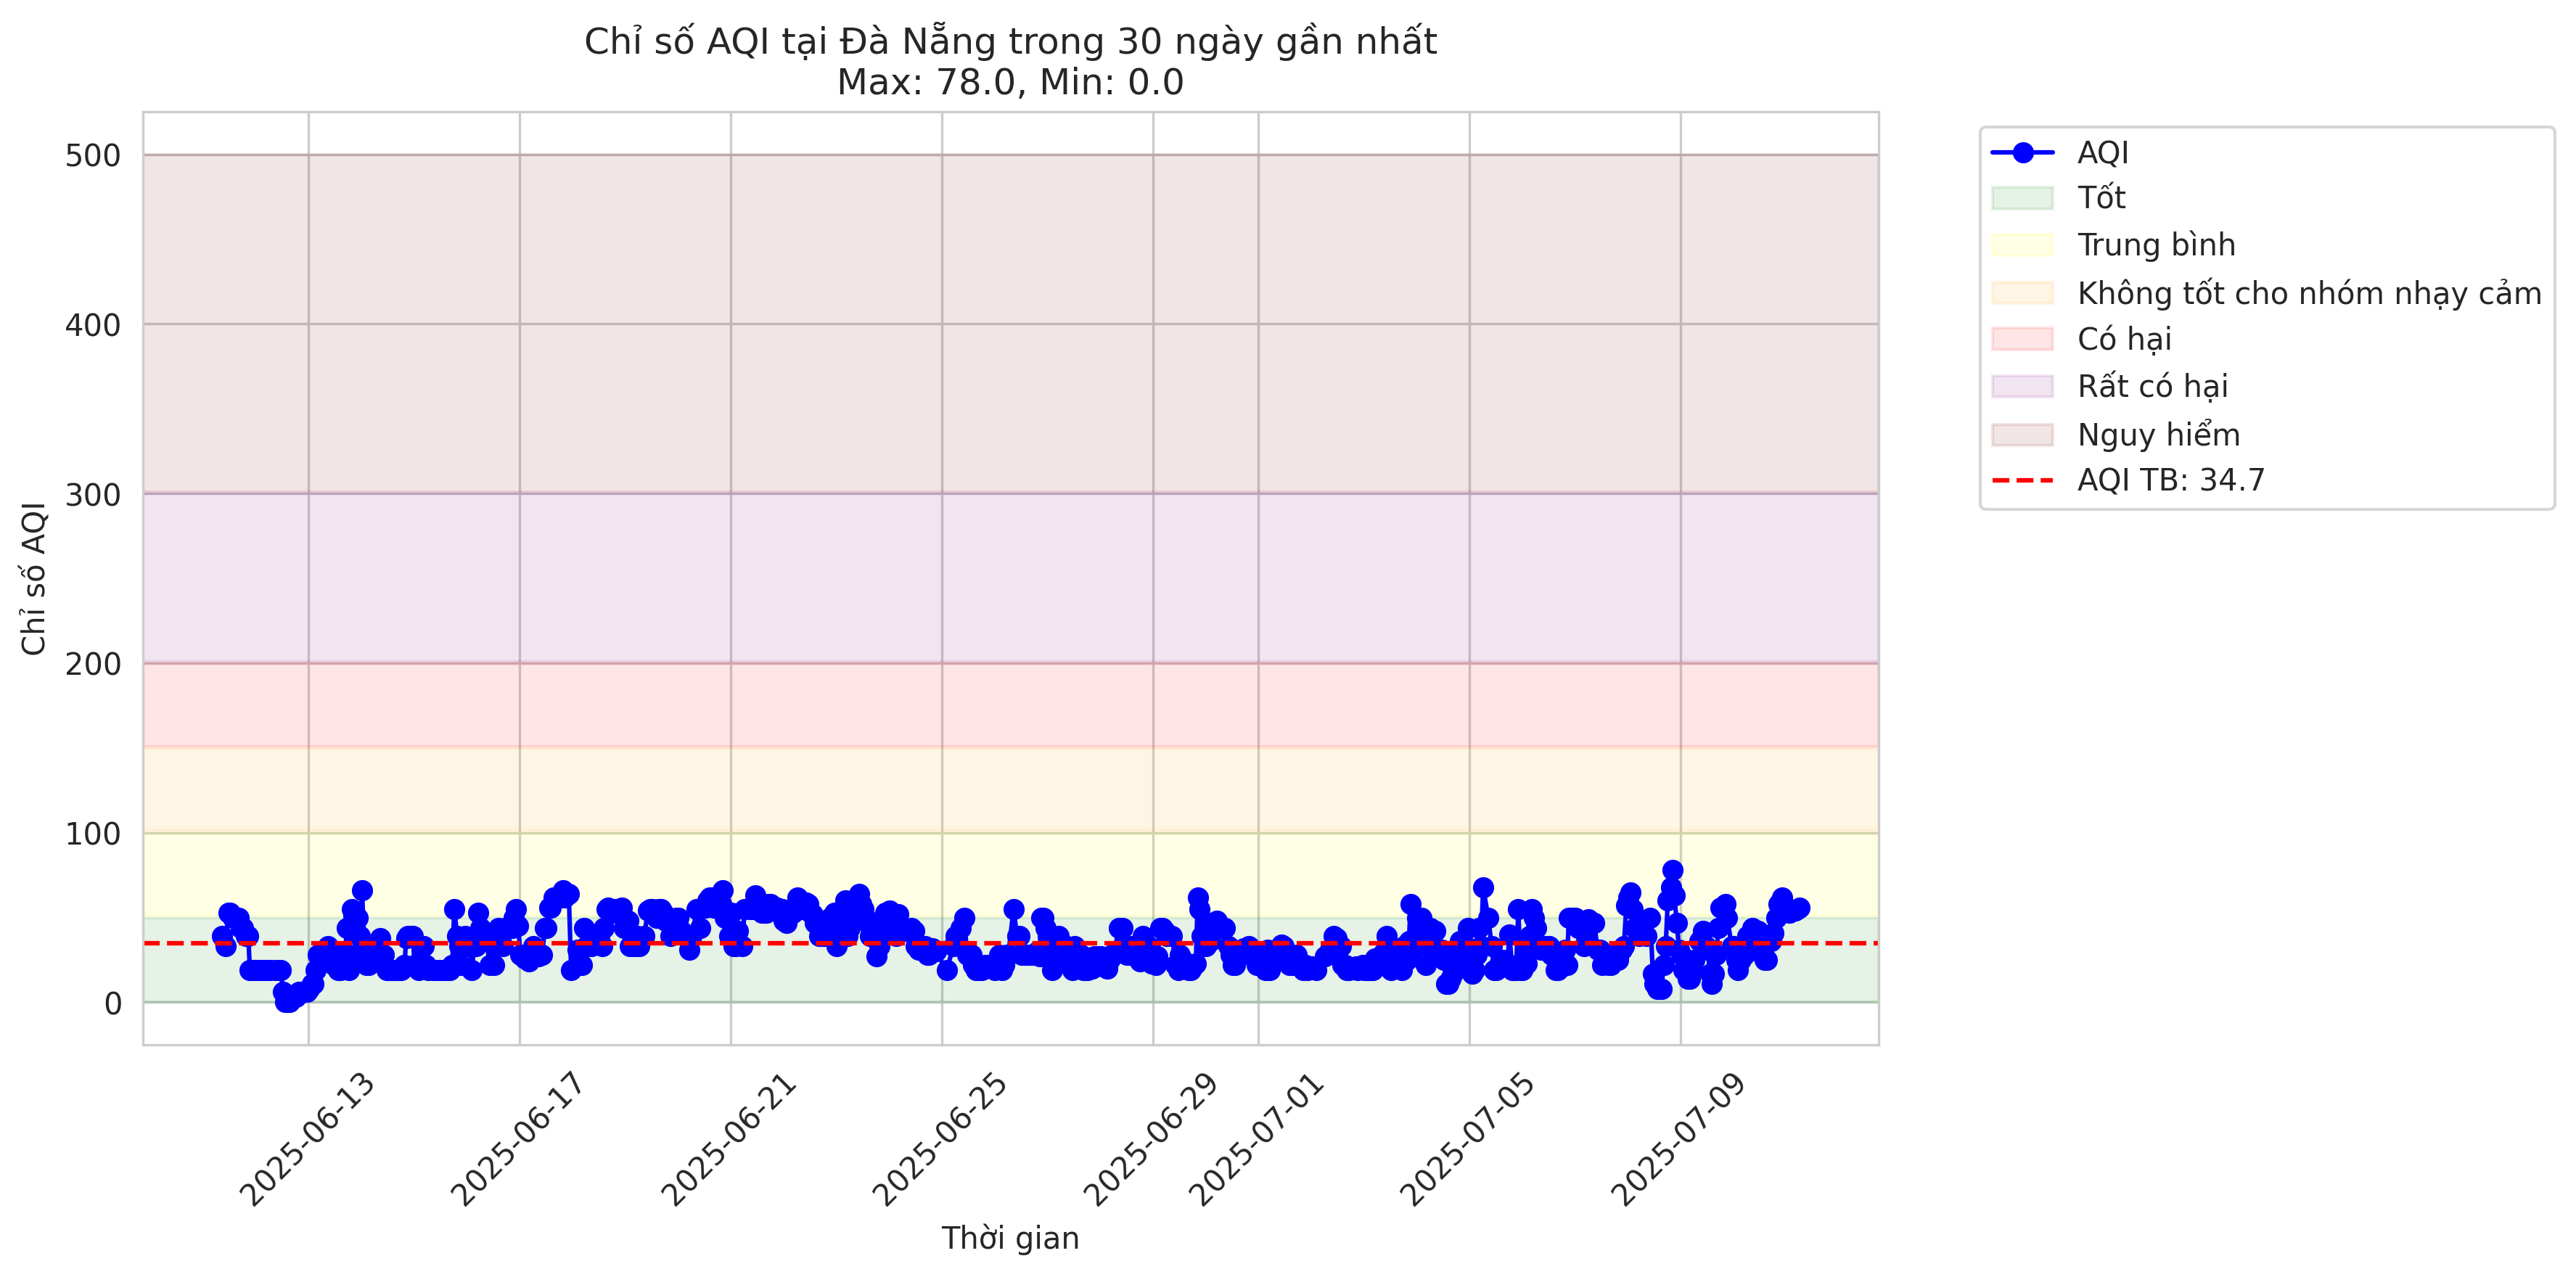 Chỉ số AQI tại Đà Nẵng trong 30 ngày gần nhất
Max: 78.0, Min: 0.0
Chỉ số AQI
500
400
300
200
100
0
2025-06-13
2025-06-17
2025-06-21
2025-06-25
2025-06-29
2025-07-01
2025-07-05
2025-07-09
Thời gian
AQI
Tốt
Trung bình
Không tốt cho nhóm nhạy cảm
Có hại
Rất có hại
Nguy hiểm
AQI TB: 34.7